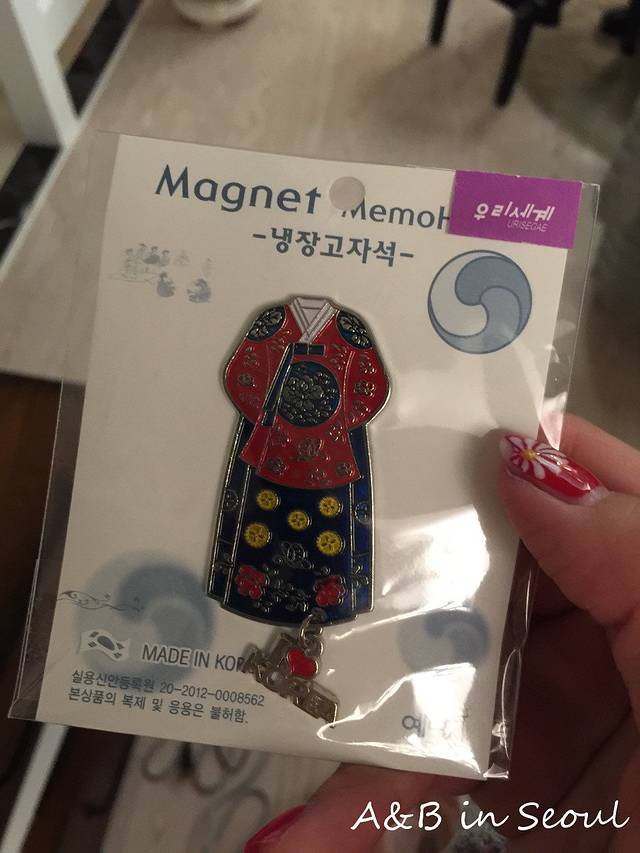 Magnet
우리세계
URISEGAE
-냉장고자석-
I
KOREA
MADE IN
실용신안등록원 20-2012-0008562
본상품의 복제 및 응용은 불허함.
A&B in Seoul